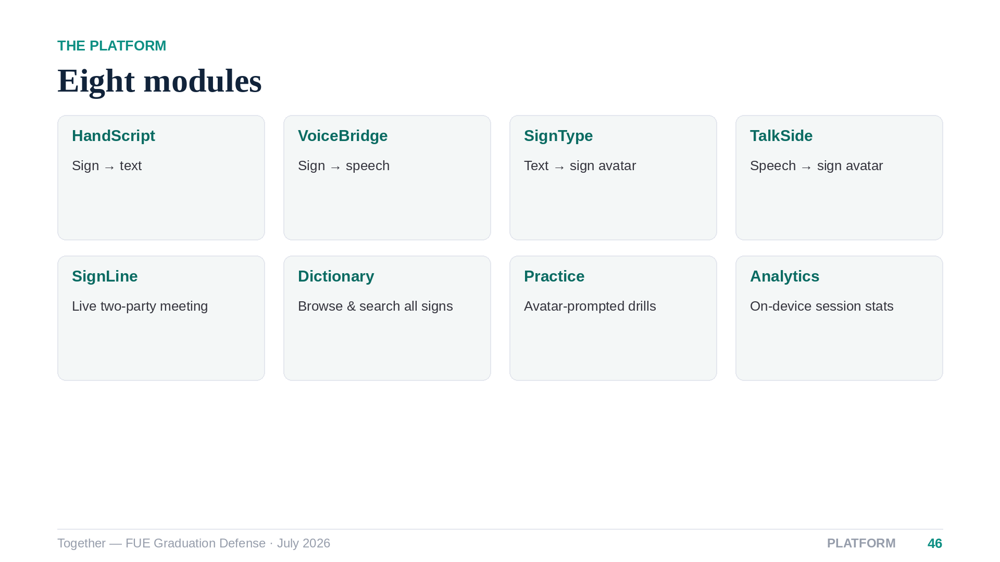 THE PLATFORM
Eight modules
HandScript
Sign → text
VoiceBridge
Sign → speech
SignType
Text → sign avatar
TalkSide
Speech → sign avatar
SignLine
Live two-party meeting
Dictionary
Browse & search all signs
Practice
Avatar-prompted drills
Analytics
On-device session stats
Together — FUE Graduation Defense · July 2026
PLATFORM
46